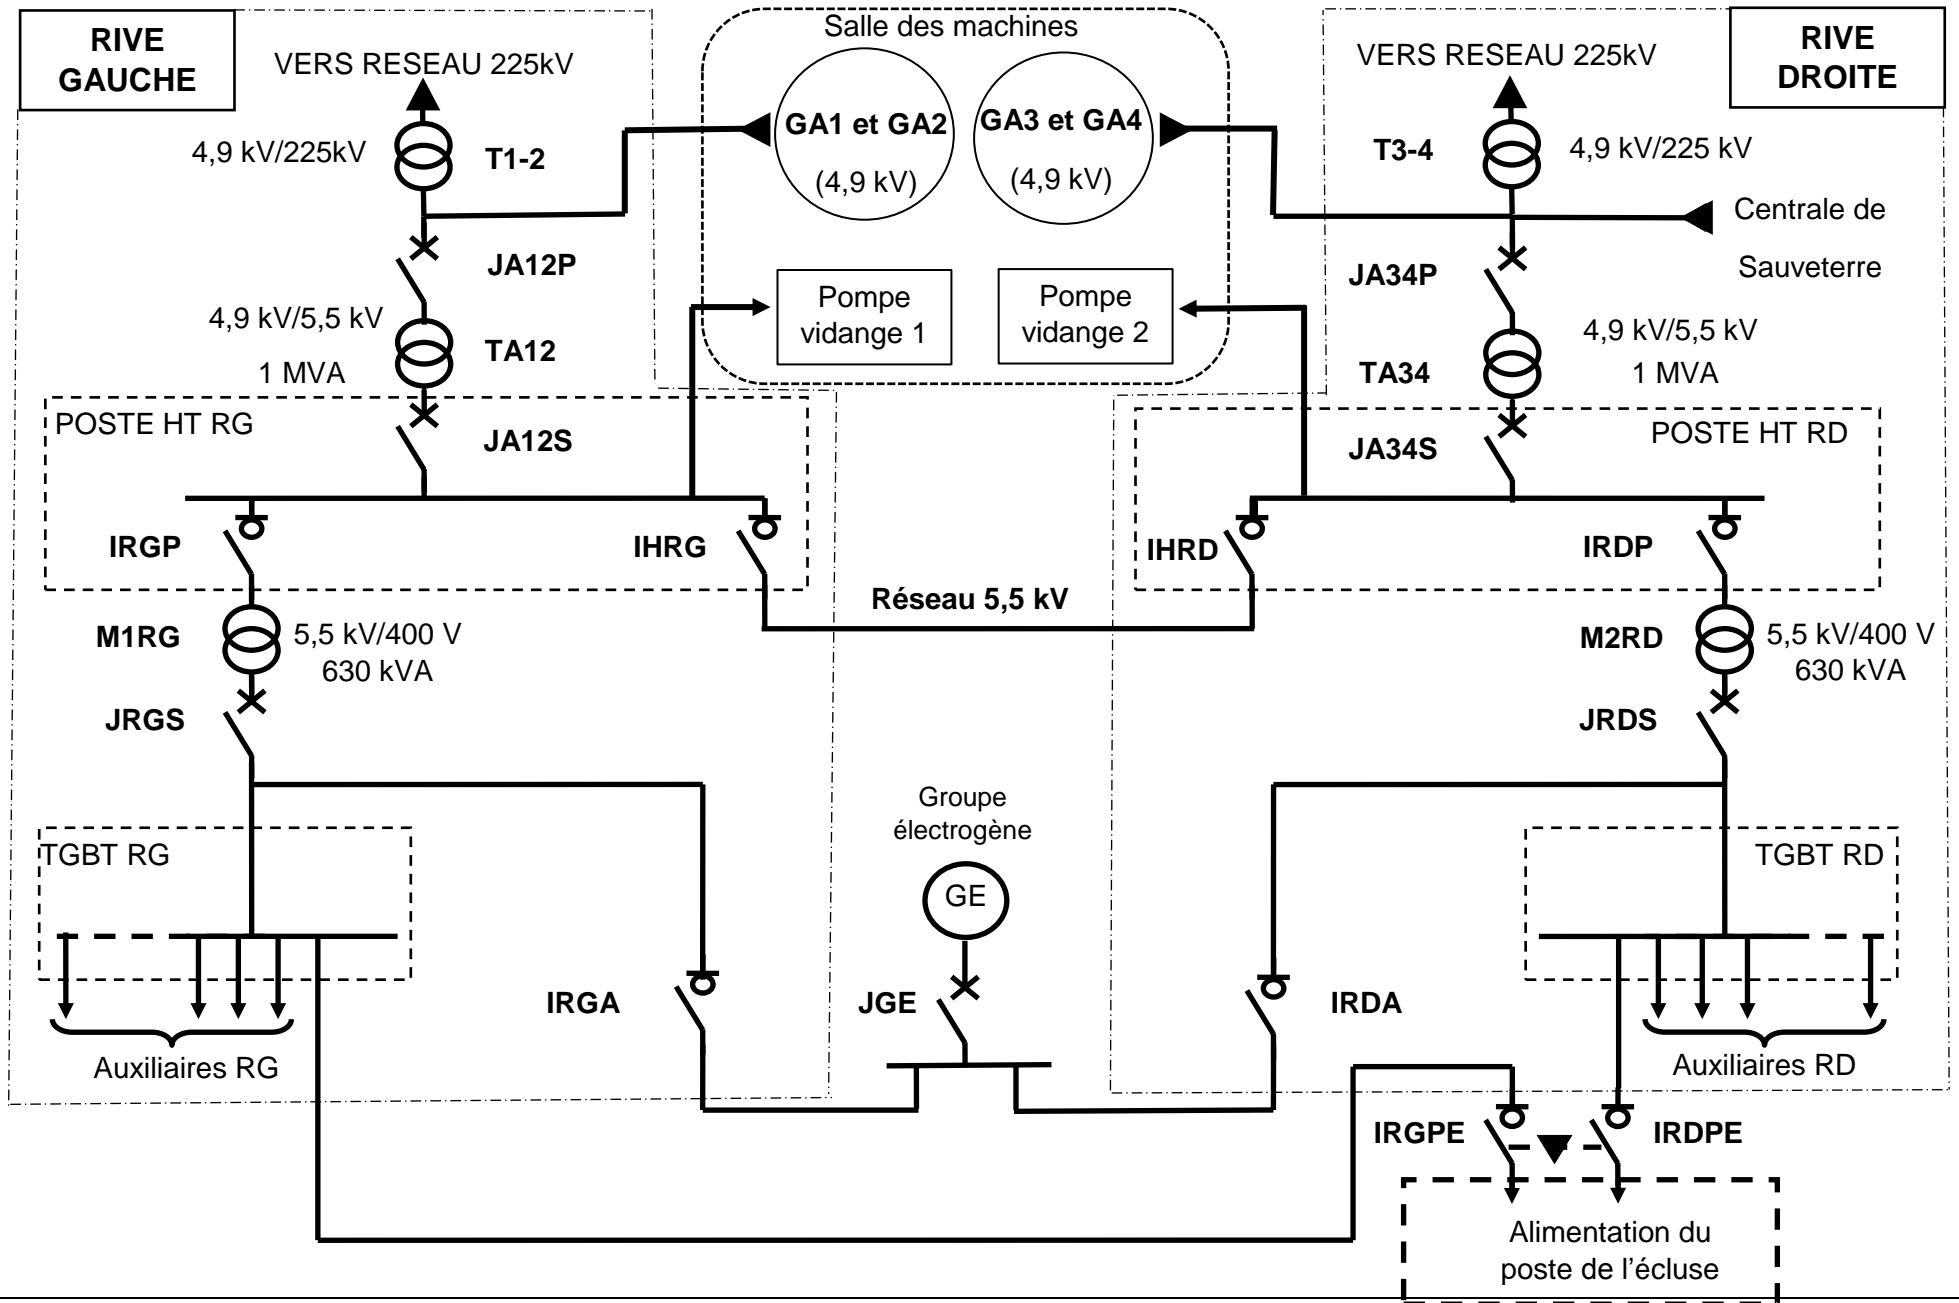 RIVE
GAUCHE
VERS RESEAU 225kV
Salle des machines
VERS RESEAU 225kV
RIVE
DROITE
4,9 kV/225kV
T1-2
GA1 et GA2
(4,9 kV)
GA3 et GA4
(4,9 kV)
T3-4
4,9 kV/225 kV
Centrale de
Sauveterre
JA12P
JA34P
Pompe
vidange 1
Pompe
vidange 2
4,9 kV/5,5 kV
1 MVA
TA12
TA34
4,9 kV/5,5 kV
1 MVA
POSTE HT RG
JA12S
JA34S
POSTE HT RD
IRGP
IHRG
IHRD
IRDP
Réseau 5,5 kV
M1RG
5,5 kV/400 V
630 kVA
M2RD
5,5 kV/400 V
630 kVA
JRGS
JRDS
Groupe
électrogène
TGBT RG
GE
TGBT RD
IRGA
JGE
IRDA
Auxiliaires RG
Auxiliaires RD
IRGPE
IRDPE
Alimentation du
poste de l'écluse